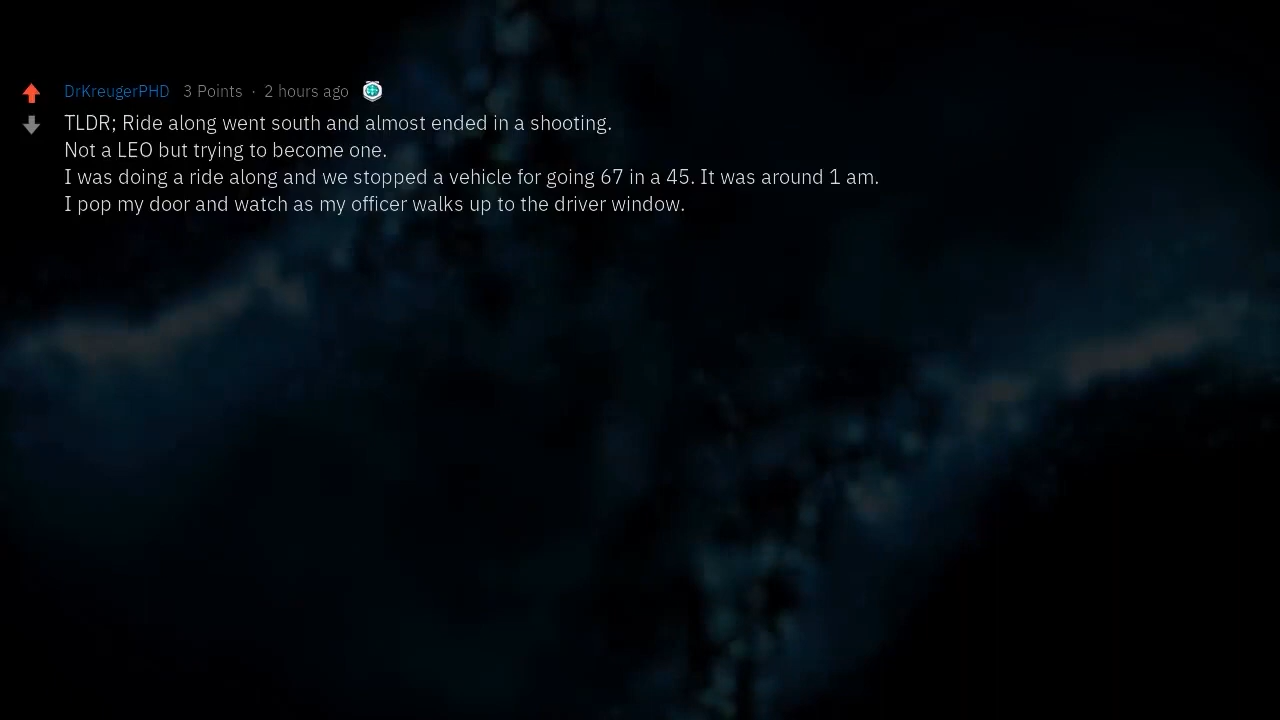 DrKreugerPHD 3 Points · 2 hours ago
TLDR; Ride along went south and almost ended in a shooting.
Not a LEO but trying to become one.
I was doing a ride along and we stopped a vehicle for going 67 in a 45. It was around 1 am.
I pop my door and watch as my officer walks up to the driver window.